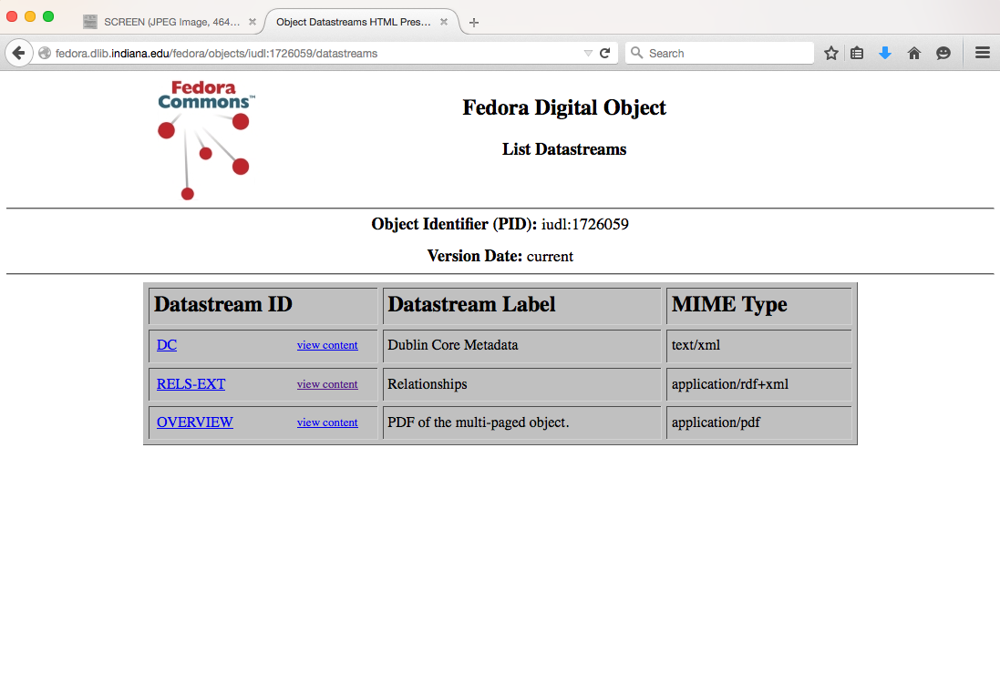 SCREEN (JPEG Image, 464...
Object Datastreams HTML Pres...
fedora.dlib.indiana.edu/fedora/objects/iudl:1726059/datastreams
Search
Fedora
Commons™
Fedora Digital Object
List Datastreams
Object Identifier (PID): iudl:1726059
Version Date: current
Datastream ID Datastream Label MIME Type
DC view content Dublin Core Metadata text/xml
RELS-EXT view content Relationships application/rdf+xml
OVERVIEW view content PDF of the multi-paged object. application/pdf